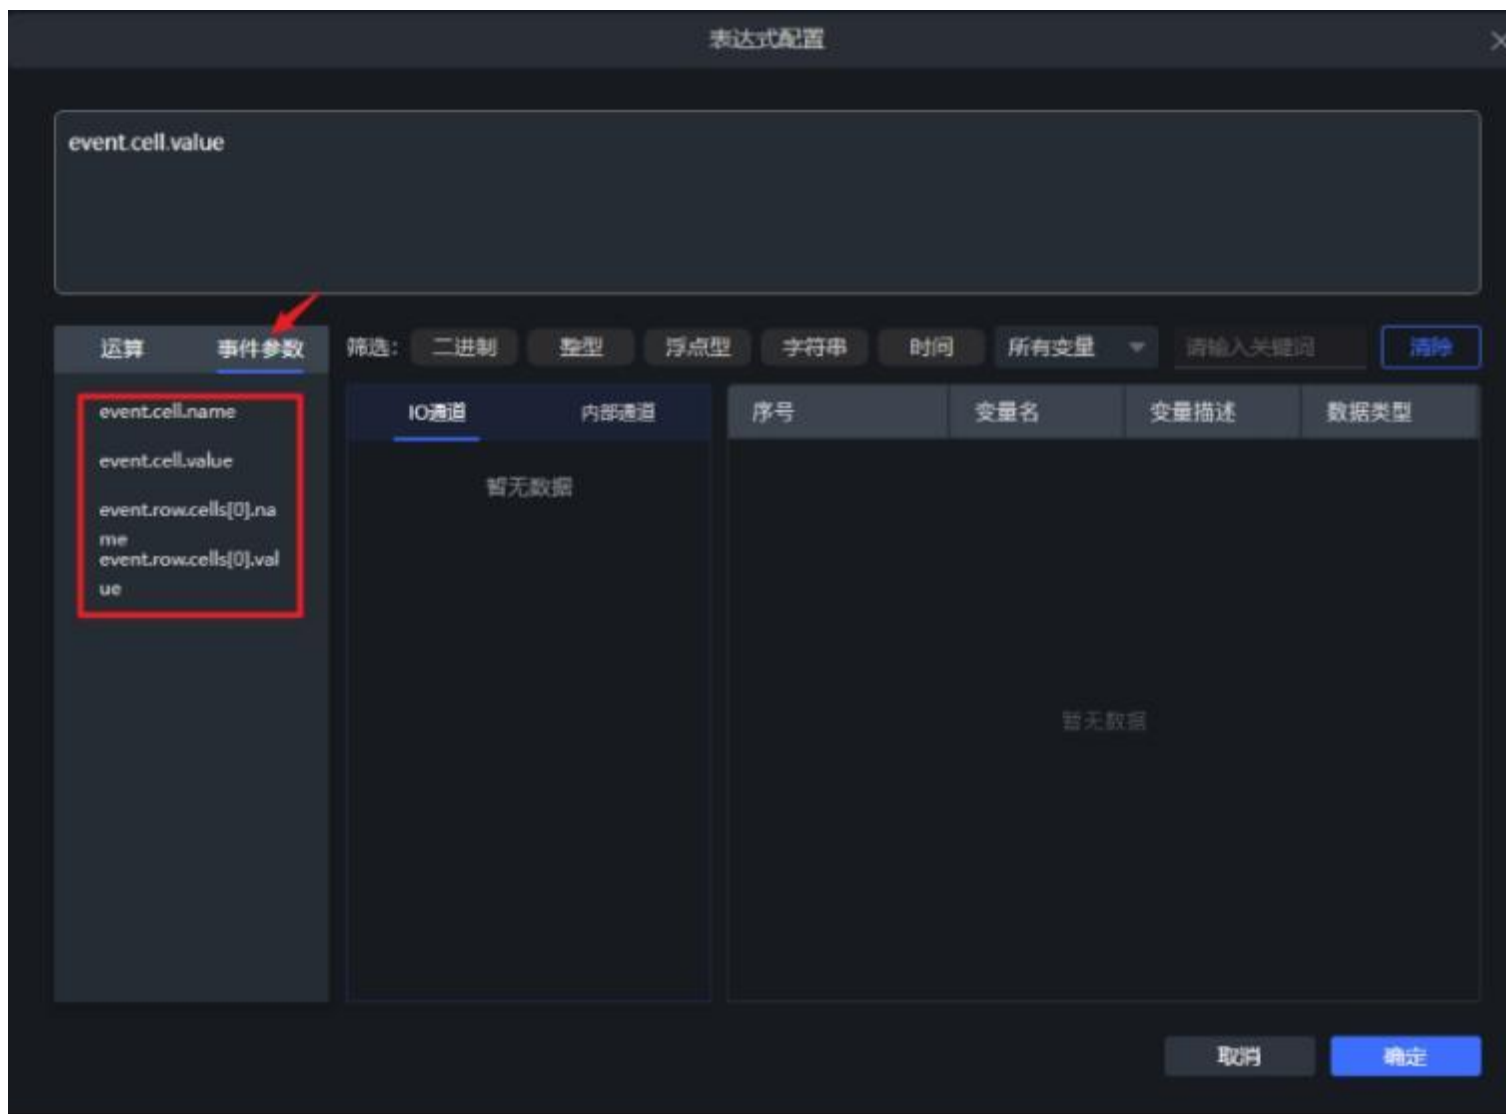 表达式配置
event.cell.value
运算 事件参数 筛选: 二进制 整型 浮点型 字符串 时间 所有变量 请输入关键词 清除
event.cell.name
event.cell.value
event.row.cells[0].na
me
event.row.cells[0].val
ue
IO通道 内部通道
暂无数据
序号 变量名 变量描述 数据类型
暂无数据
取消 确定